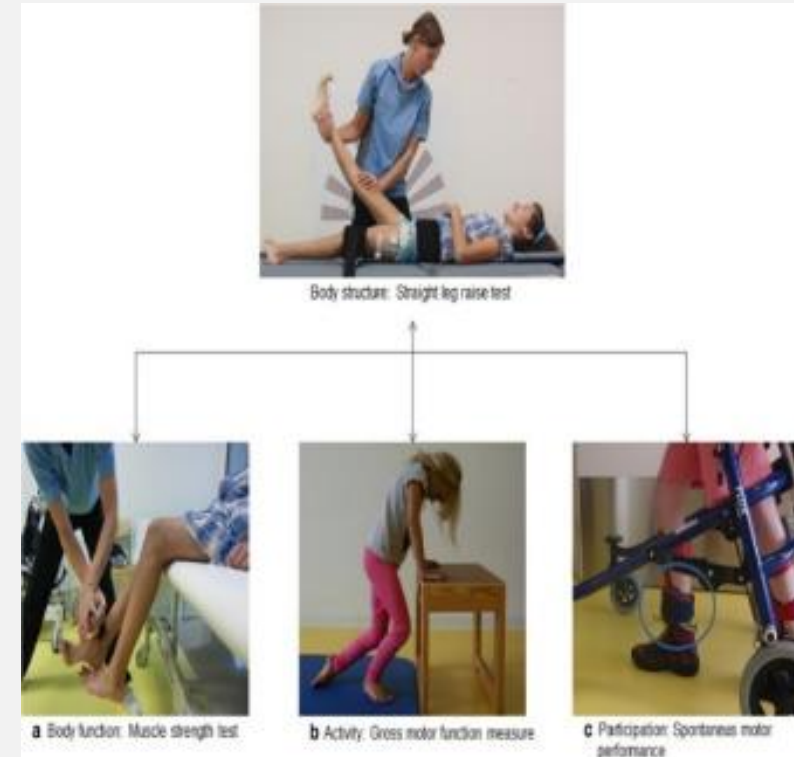 Body structure: Straight leg raise test
a Body function: Muscle strength test
b Activity: Gross motor function measure
c Participation: Spontaneus motor
performance